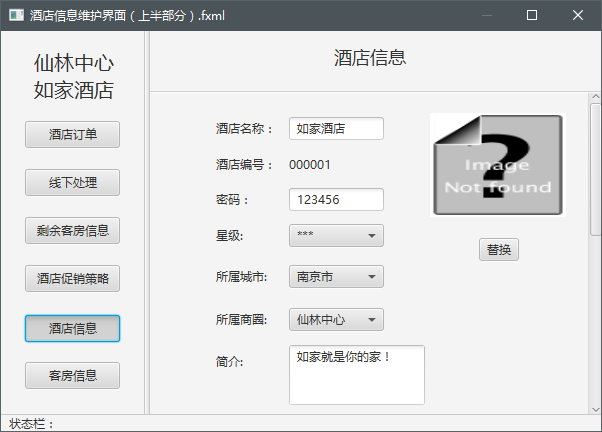 酒店信息维护界面（上半部分）.fxml
仙林中心
如家酒店
酒店订单
线下处理
剩余客房信息
酒店促销策略
酒店信息
客房信息
酒店信息
酒店名称： 如家酒店
酒店编号： 000001
密码： 123456
星级: ***
所属城市: 南京市
所属商圈: 仙林中心
简介: 如家就是你的家！
Image
Not found
替换
状态栏：